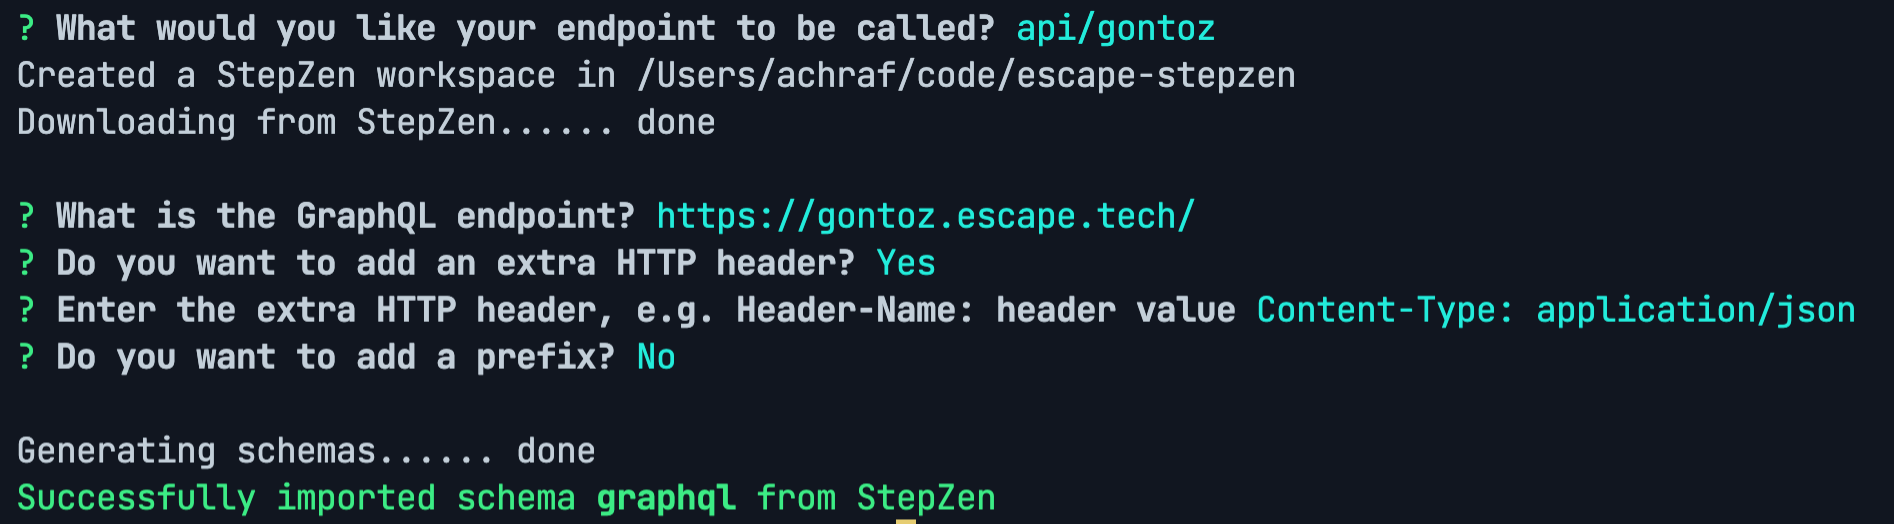 ? What would you like your endpoint to be called? api/gontoz
Created a StepZen workspace in /Users/achraf/code/escape-stepzen
Downloading from StepZen...... done
? What is the GraphQL endpoint? https://gontoz.escape.tech/
? Do you want to add an extra HTTP header? Yes
? Enter the extra HTTP header, e.g. Header-Name: header value Content-Type: application/json
? Do you want to add a prefix? No
Generating schemas...... done
Successfully imported schema graphql from StepZen